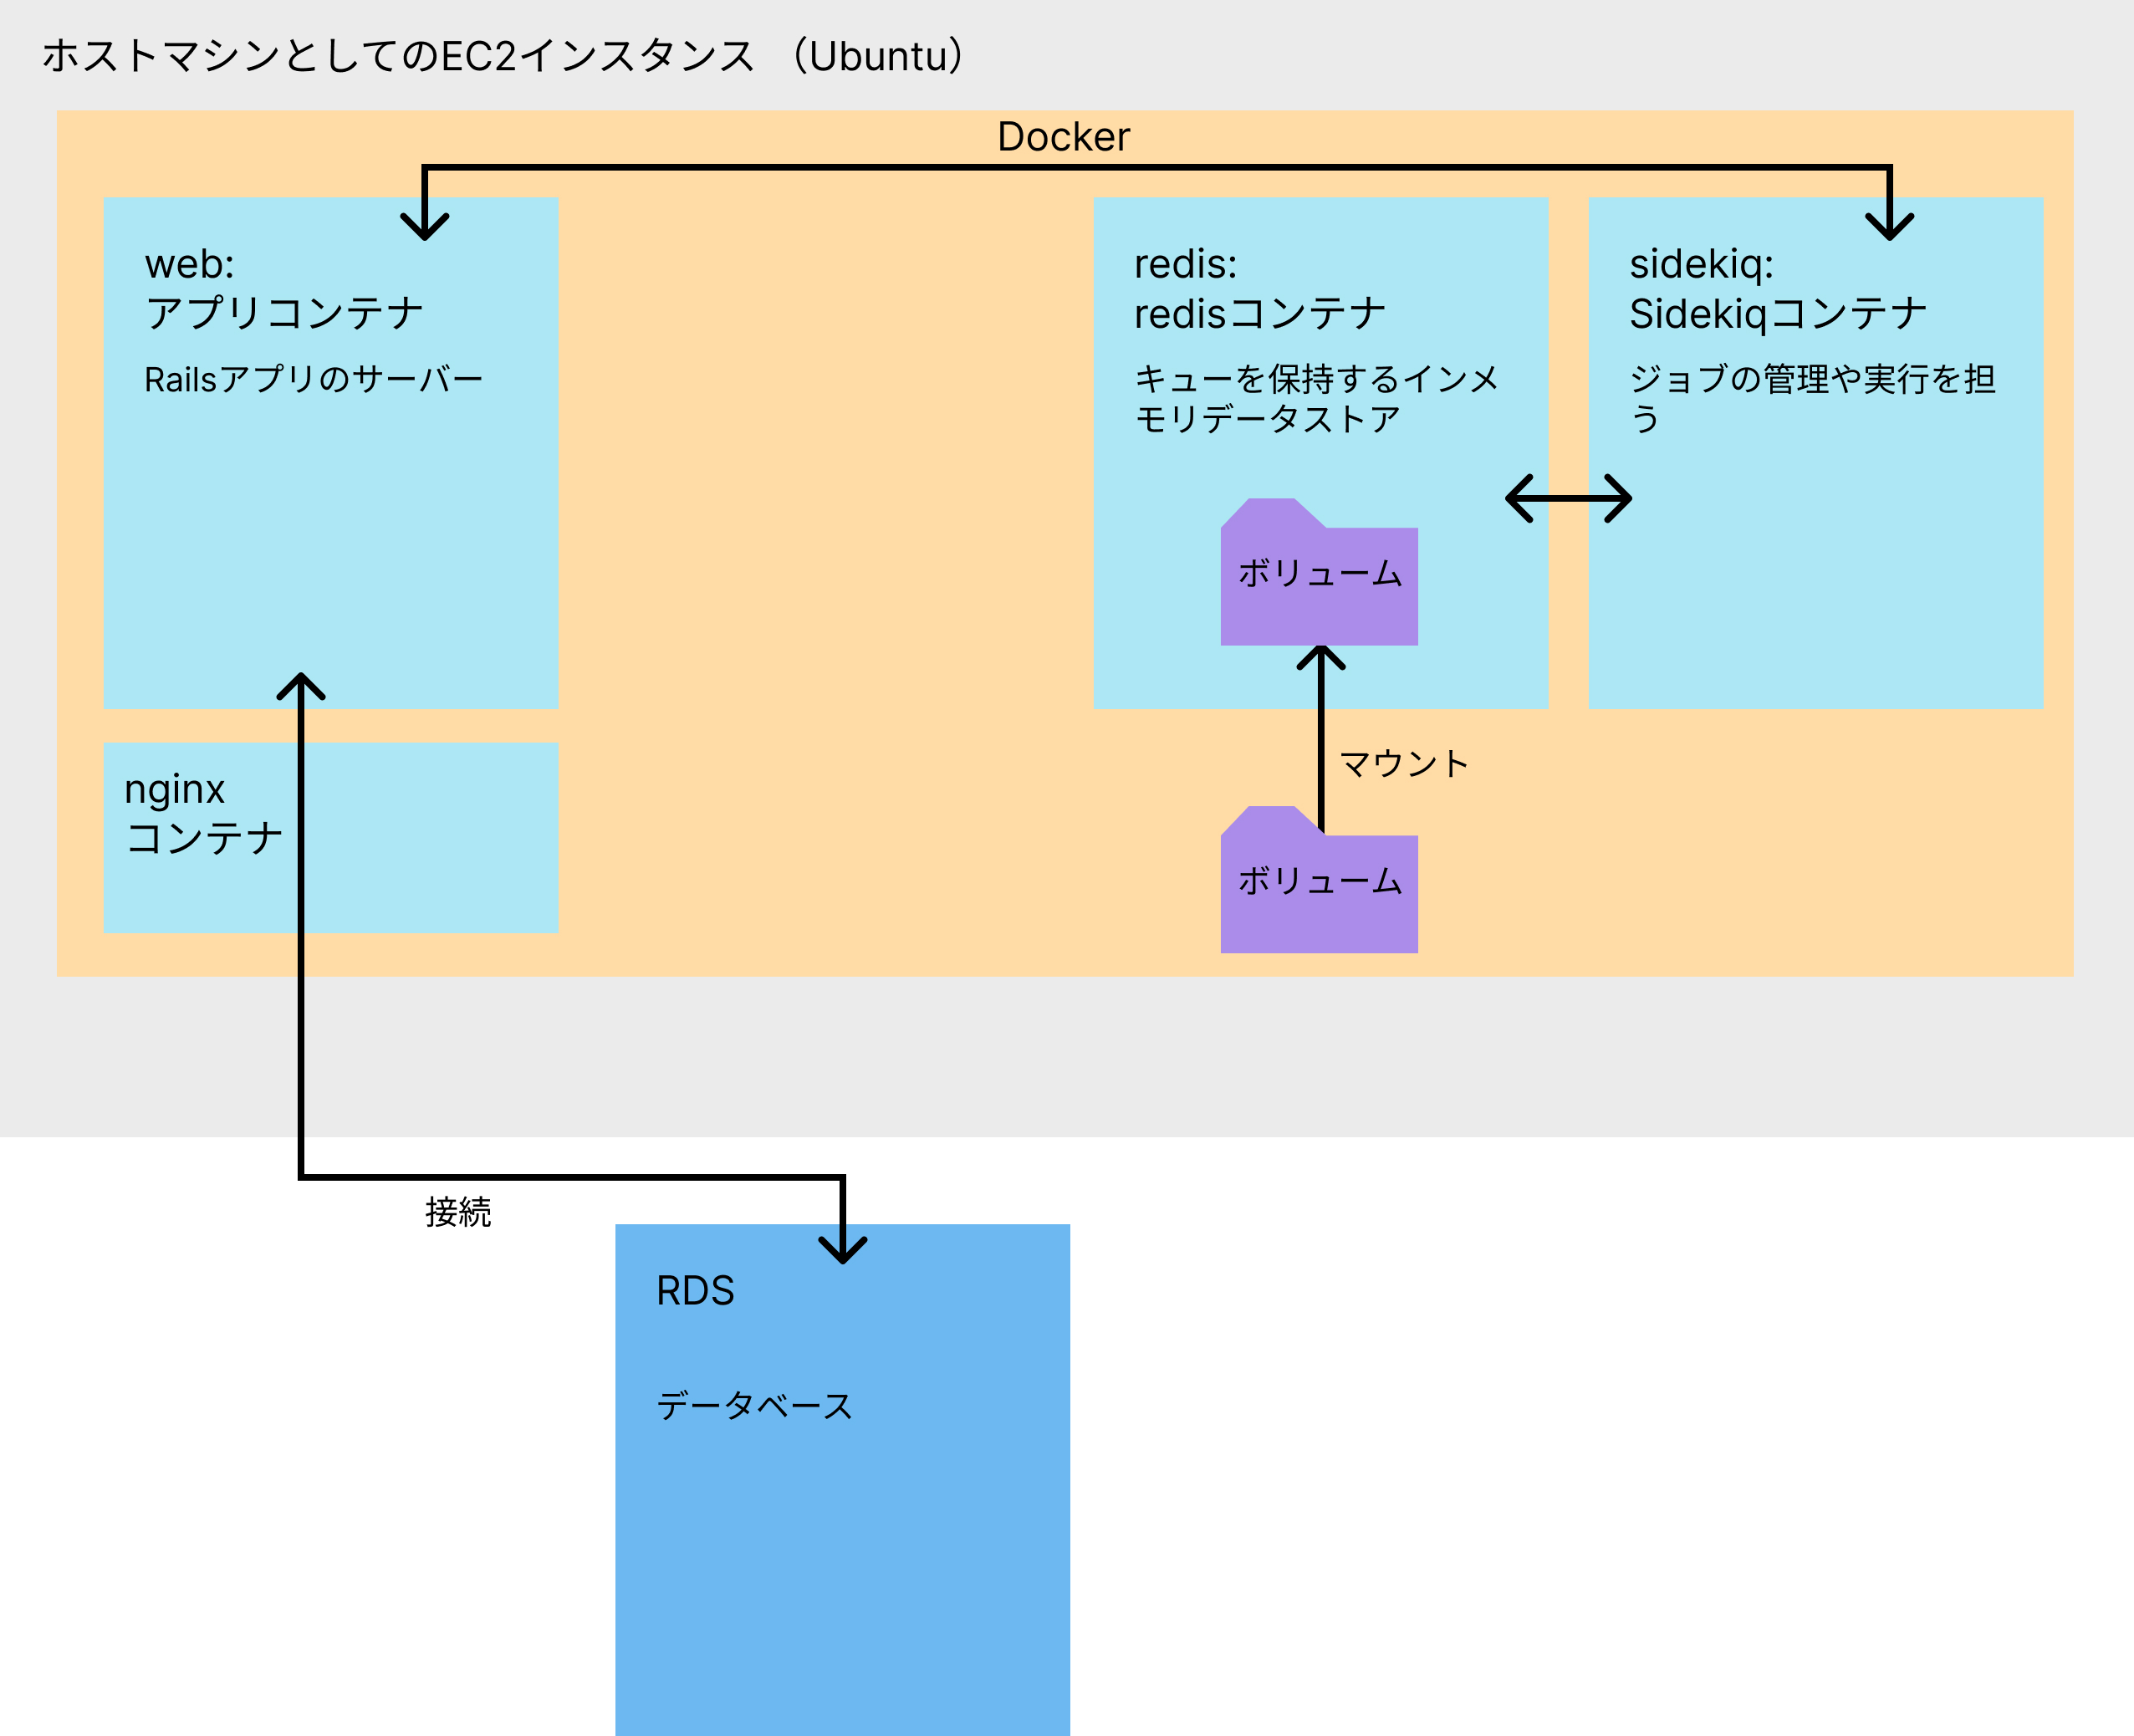 ホストマシンとしてのEC2インスタンス（Ubuntu）
Docker
web:
アプリコンテナ
Railsアプリのサーバー
redis:
redisコンテナ
キューを保持するインメ
モリデータストア
ボリューム
sidekiq:
Sidekiqコンテナ
ジョブの管理や実行を担
う
マウント
ボリューム
nginx
コンテナ
接続
RDS
データベース